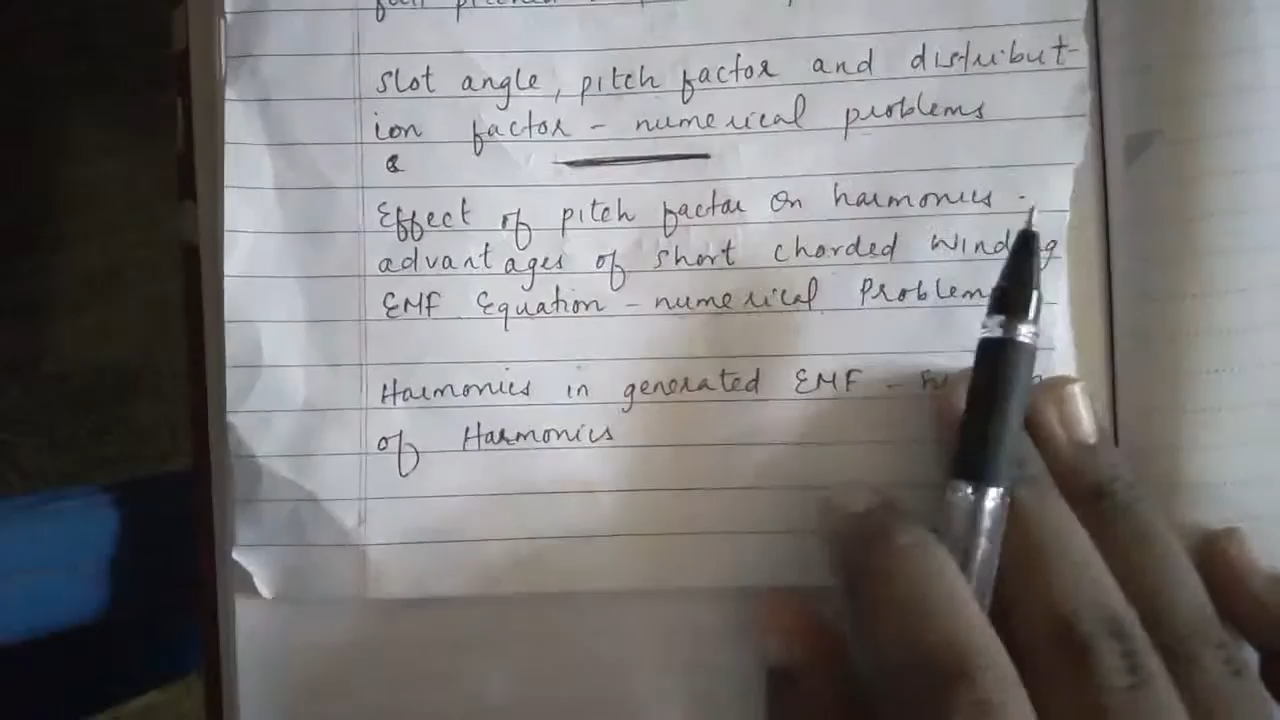 slot angle, pitch factor and distribut-
ion factor - numerical problems
&
Effect of pitch factor on harmonics -
advantages of short chorded winding
EMF Equation - numerical Problem
Harmonics in generated EMF -
of Harmonics